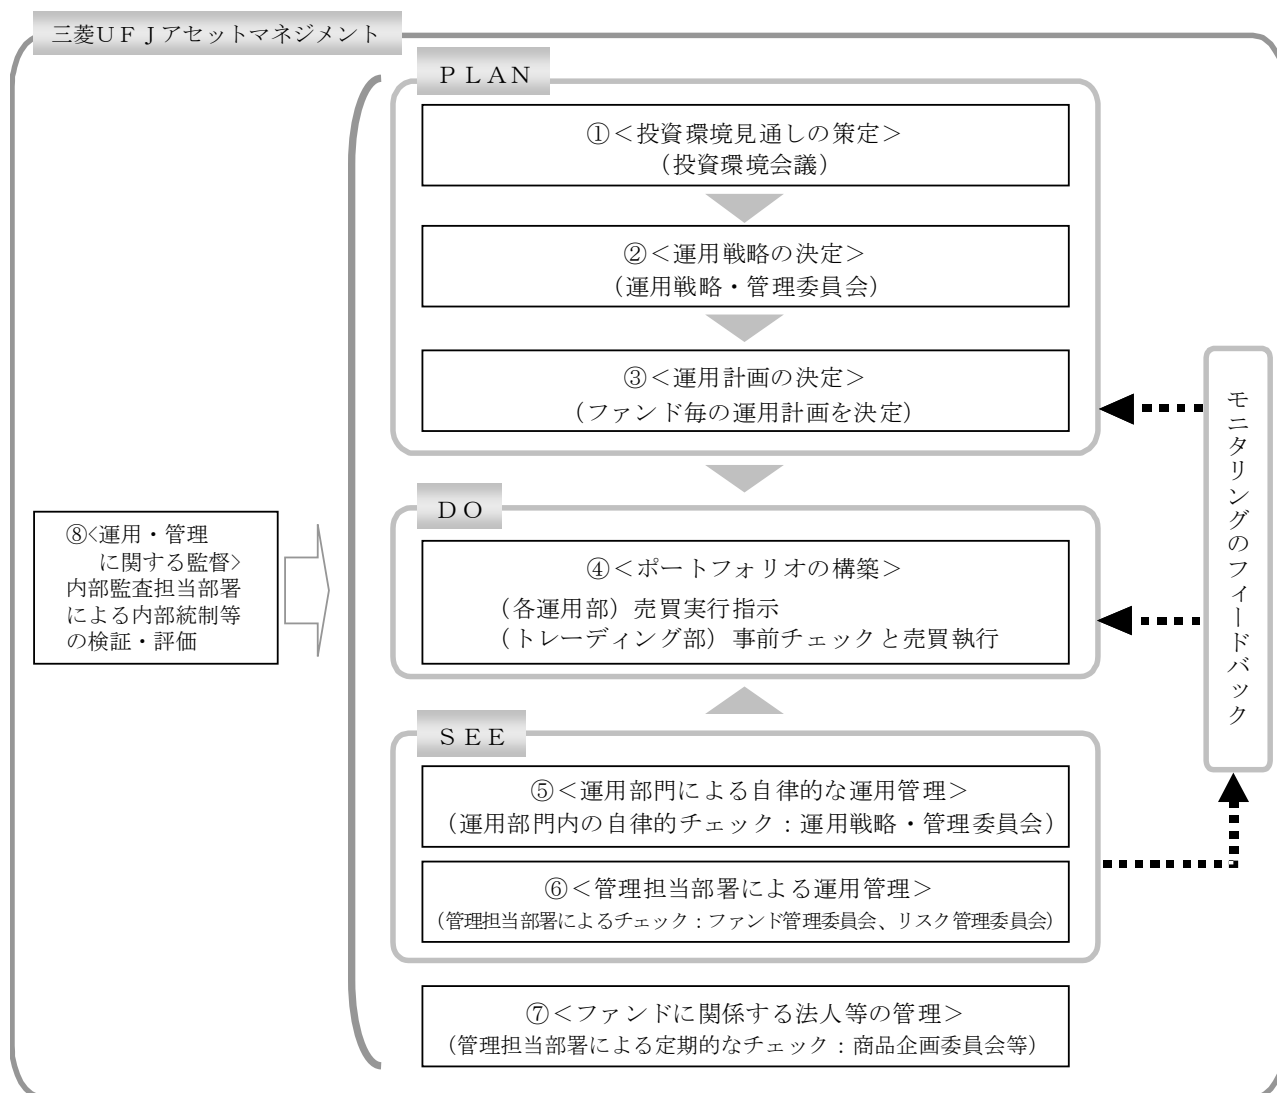 三菱ＵＦＪアセットマネジメント
ＰＬＡＮ
①＜投資環境見通しの策定＞
（投資環境会議）
②＜運用戦略の決定＞
（運用戦略・管理委員会）
③＜運用計画の決定＞
（ファンド毎の運用計画を決定）
ＤＯ
④＜ポートフォリオの構築＞
（各運用部）売買実行指示
（トレーディング部）事前チェックと売買執行
ＳＥＥ
⑤＜運用部門による自律的な運用管理＞
（運用部門内の自律的チェック：運用戦略・管理委員会）
⑥＜管理担当部署による運用管理＞
（管理担当部署によるチェック：ファンド管理委員会、リスク管理委員会）
⑦＜ファンドに関係する法人等の管理＞
（管理担当部署による定期的なチェック：商品企画委員会等）
⑧<運用・管理
に関する監督>
内部監査担当部署
による内部統制等
の検証・評価
モニタリングのフィードバック